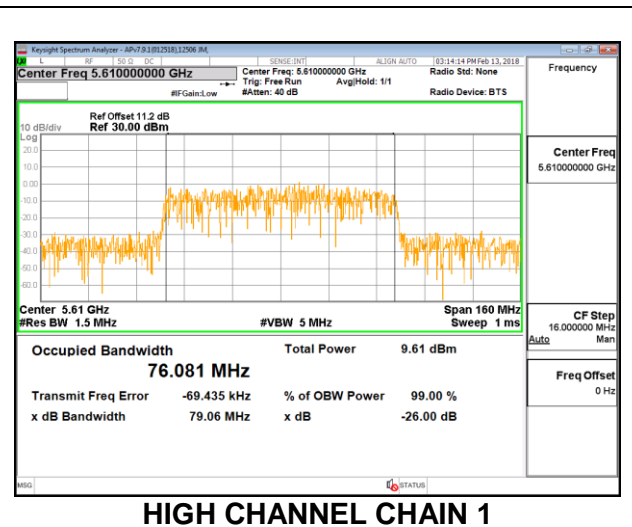 Keysight Spectrum Analyzer - APv7.9.1(012518),12506 JM,
L RF 50 Ω DC SENSE:INT ALIGN AUTO 03:14:14 PM Feb 13, 2018
Center Freq 5.610000000 GHz
Center Freq: 5.610000000 GHz
Radio Std: None
Frequency
Trig: Free Run Avg|Hold: 1/1
#IFGain:Low
#Atten: 40 dB
Radio Device: BTS
Ref Offset 11.2 dB
10 dB/div Ref 30.00 dBm
Log
20.0
10.0
0.00
-10.0
-20.0
-30.0
-40.0
-50.0
-60.0
Center Freq
5.610000000 GHz
Center 5.61 GHz Span 160 MHz
#Res BW 1.5 MHz #VBW 5 MHz Sweep 1 ms
CF Step
16.000000 MHz
Auto Man
Occupied Bandwidth Total Power 9.61 dBm
76.081 MHz
Freq Offset
0 Hz
Transmit Freq Error -69.435 kHz % of OBW Power 99.00 %
x dB Bandwidth 79.06 MHz x dB -26.00 dB
MSG STATUS
HIGH CHANNEL CHAIN 1